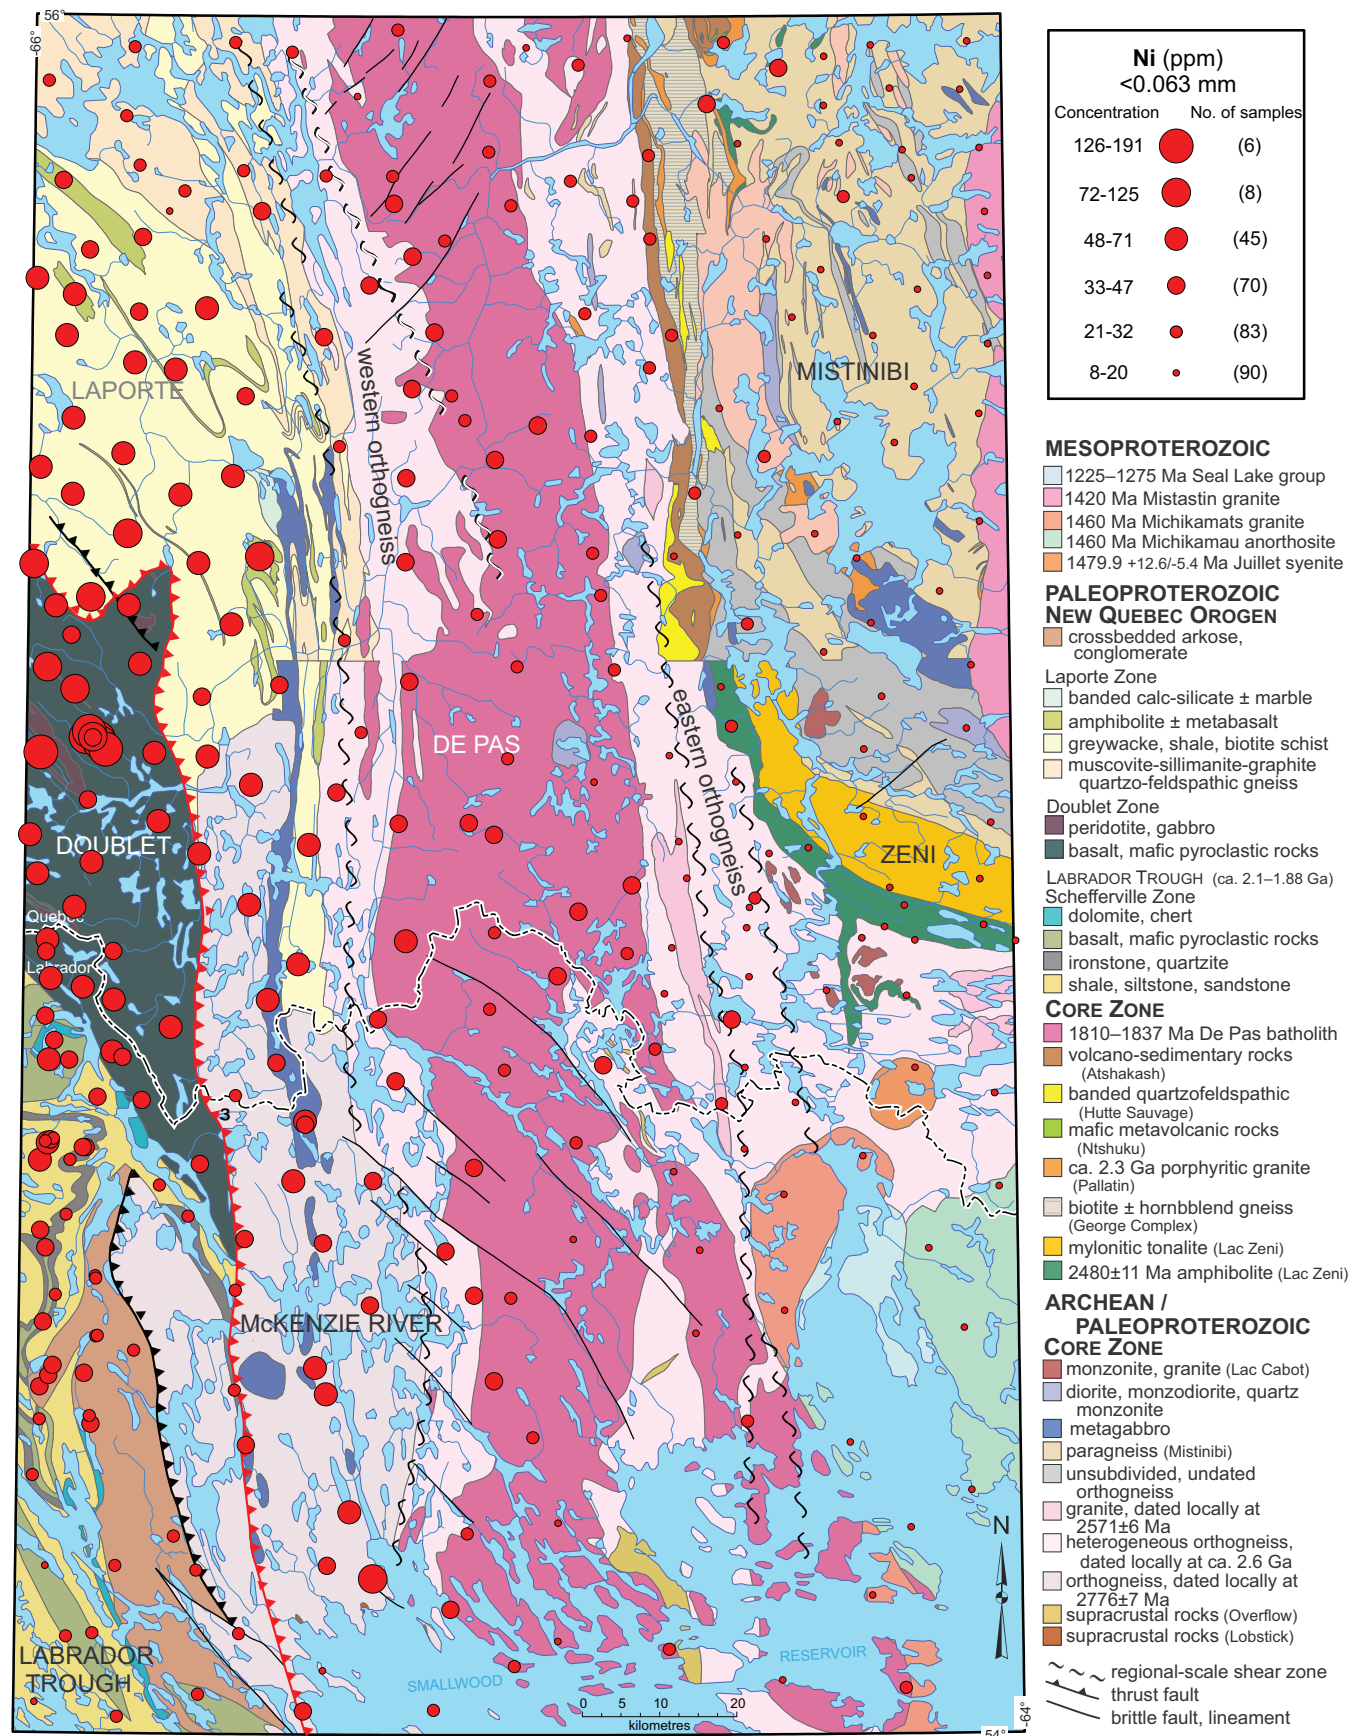 56°
-66°
LAPORTE
western orthogneiss
MISTINIBI
DE PAS
eastern orthogneiss
DOUBLET
ZENI
Quebec
Labrador
3
McKENZIE RIVER
LABRADOR
TROUGH
SMALLWOOD
RESERVOIR
0 5 10 20
kilometres
N
-64°
54°
Ni (ppm)
<0.063 mm
Concentration No. of samples
126-191 (6)
72-125 (8)
48-71 (45)
33-47 (70)
21-32 (83)
8-20 (90)
MESOPROTEROZOIC
1225–1275 Ma Seal Lake group
1420 Ma Mistastin granite
1460 Ma Michikamats granite
1460 Ma Michikamau anorthosite
1479.9 +12.6/-5.4 Ma Juillet syenite
PALEOPROTEROZOIC
NEW QUEBEC OROGEN
crossbedded arkose,
conglomerate
Laporte Zone
banded calc-silicate ± marble
amphibolite ± metabasalt
greywacke, shale, biotite schist
muscovite-sillimanite-graphite
quartzo-feldspathic gneiss
Doublet Zone
peridotite, gabbro
basalt, mafic pyroclastic rocks
LABRADOR TROUGH (ca. 2.1–1.88 Ga)
Schefferville Zone
dolomite, chert
basalt, mafic pyroclastic rocks
ironstone, quartzite
shale, siltstone, sandstone
CORE ZONE
1810–1837 Ma De Pas batholith
volcano-sedimentary rocks
(Atshakash)
banded quartzofeldspathic
(Hutte Sauvage)
mafic metavolcanic rocks
(Ntshuku)
ca. 2.3 Ga porphyritic granite
(Pallatin)
biotite ± hornbblend gneiss
(George Complex)
mylonitic tonalite (Lac Zeni)
2480±11 Ma amphibolite (Lac Zeni)
ARCHEAN /
PALEOPROTEROZOIC
CORE ZONE
monzonite, granite (Lac Cabot)
diorite, monzodiorite, quartz
monzonite
metagabbro
paragneiss (Mistinibi)
unsubdivided, undated
orthogneiss
granite, dated locally at
2571±6 Ma
heterogeneous orthogneiss,
dated locally at ca. 2.6 Ga
orthogneiss, dated locally at
2776±7 Ma
supracrustal rocks (Overflow)
supracrustal rocks (Lobstick)
regional-scale shear zone
thrust fault
brittle fault, lineament